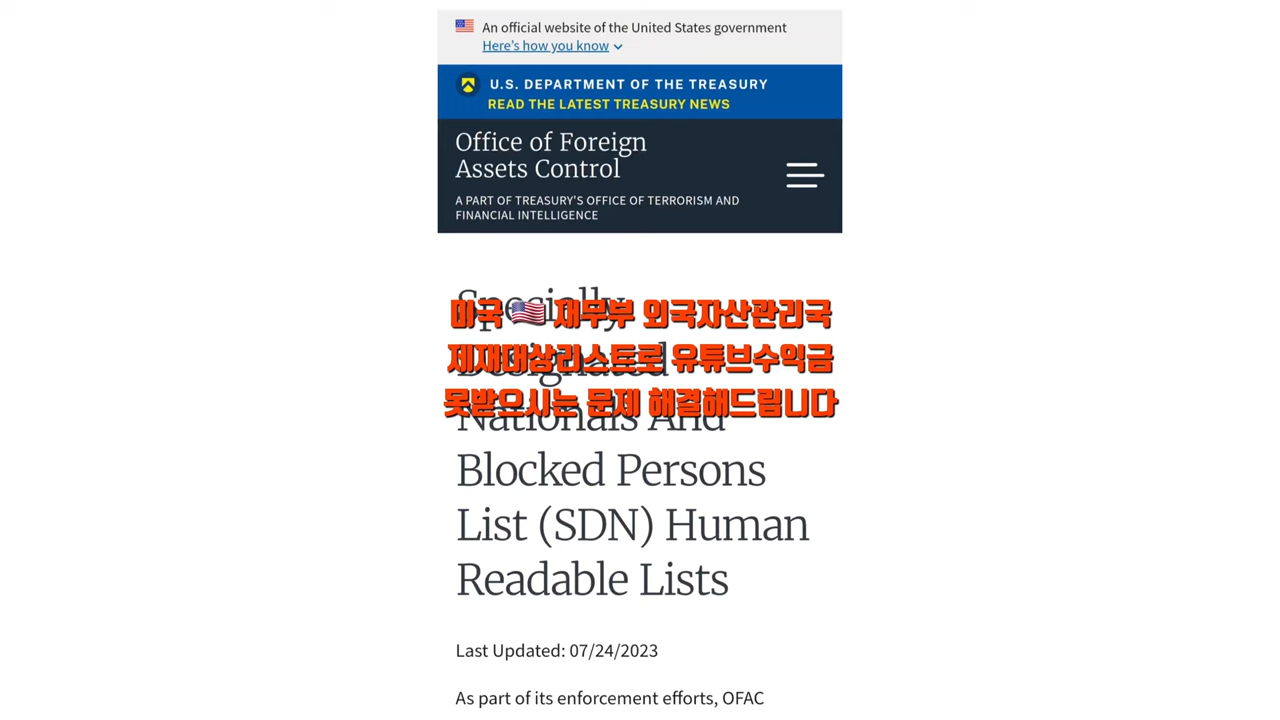 An official website of the United States government
Here's how you know
U.S. DEPARTMENT OF THE TREASURY
READ THE LATEST TREASURY NEWS
Office of Foreign
Assets Control
A PART OF TREASURY'S OFFICE OF TERRORISM AND
FINANCIAL INTELLIGENCE
Specially
미국 🇺🇸 재무부 외국자산관리국
Designated
제재대상리스트로 유튜브수익금
Nationals And
못받으시는 문제 해결해드립니다
Blocked Persons
List (SDN) Human
Readable Lists
Last Updated: 07/24/2023
As part of its enforcement efforts, OFAC